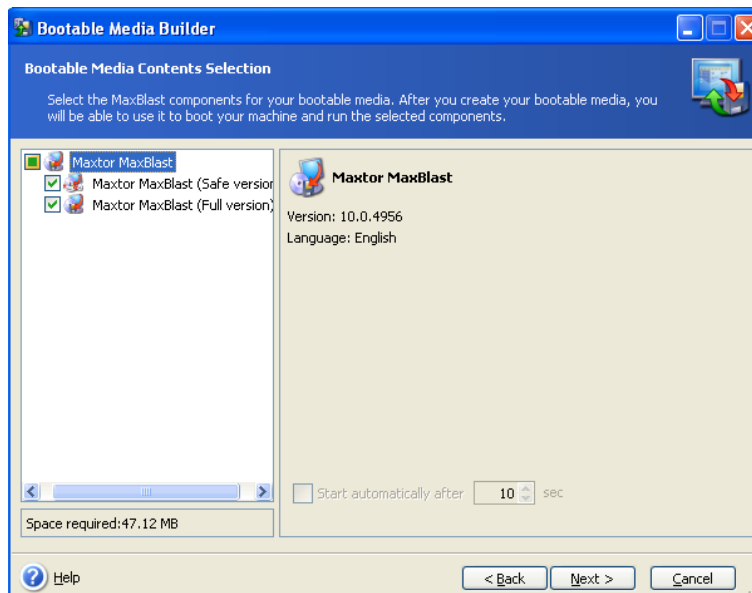 Bootable Media Builder
Bootable Media Contents Selection
Select the MaxBlast components for your bootable media. After you create your bootable media, you
will be able to use it to boot your machine and run the selected components.
Maxtor MaxBlast
Maxtor MaxBlast (Safe version
Maxtor MaxBlast (Full version)
Maxtor MaxBlast
Version: 10.0.4956
Language: English
Start automatically after 10 sec
Space required:47.12 MB
Help
< Back
Next >
Cancel